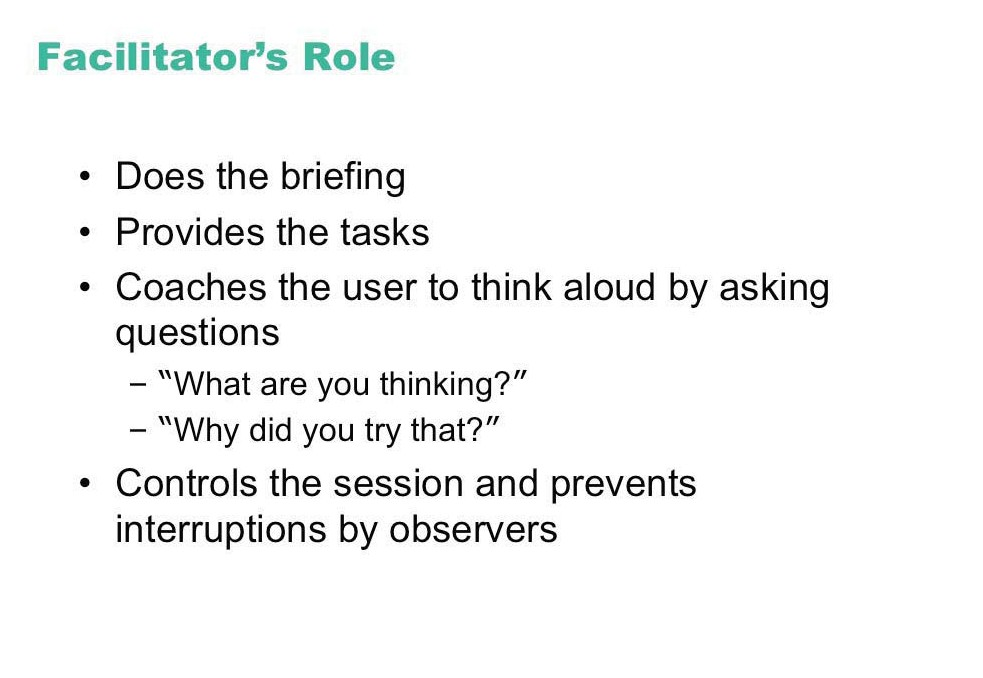 Facilitator’s Role
• Does the briefing
• Provides the tasks
• Coaches the user to think aloud by asking
questions
– “What are you thinking?”
– “Why did you try that?”
• Controls the session and prevents
interruptions by observers